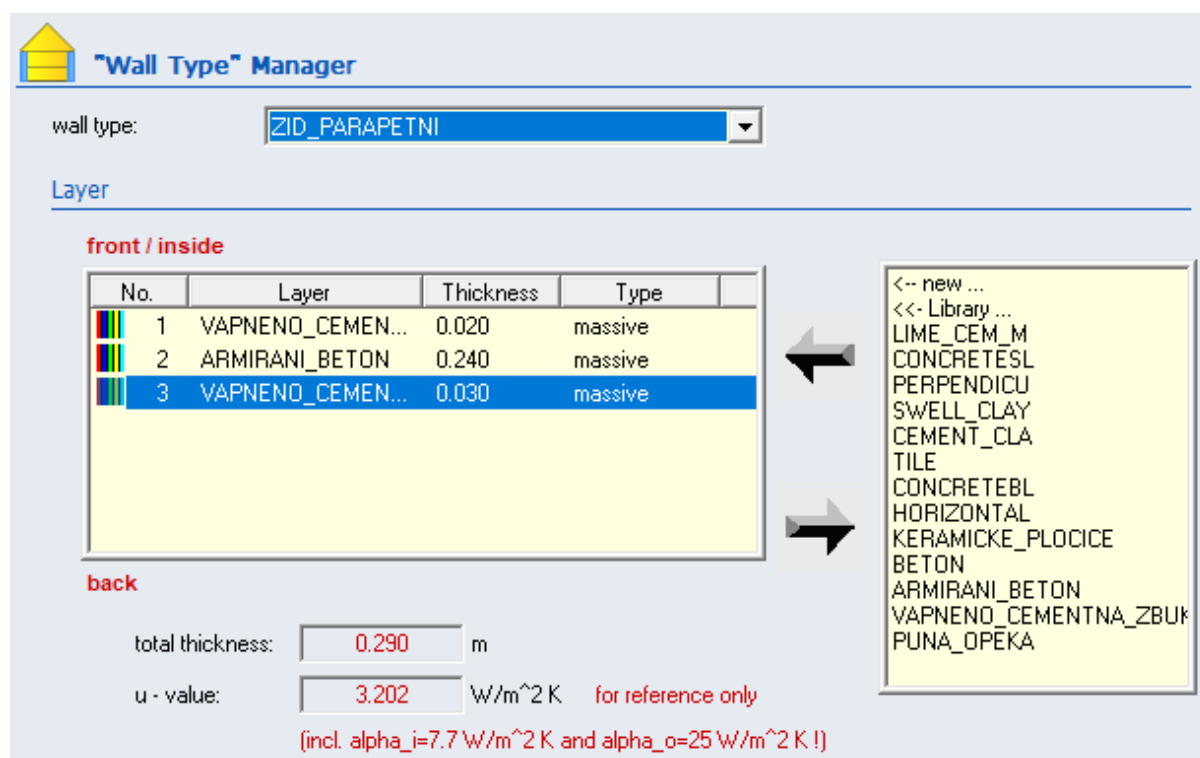 "Wall Type" Manager
wall type: ZID_PARAPETNI
Layer
front / inside
No. Layer Thickness Type
1 VAPNENO_CEMEN... 0.020 massive
2 ARMIRANI_BETON 0.240 massive
3 VAPNENO_CEMEN... 0.030 massive
back
total thickness: 0.290 m
u - value: 3.202 W/m^2 K for reference only
(incl. alpha_i=7.7 W/m^2 K and alpha_o=25 W/m^2 K !)
<-- new ...
<<- Library ...
LIME_CEM_M
CONCRETESL
PERPENDICU
SWELL_CLAY
CEMENT_CLA
TILE
CONCRETEBL
HORIZONTAL
KERAMICKE_PLOCICE
BETON
ARMIRANI_BETON
VAPNENO_CEMENTNA_ZBUK
PUNA_OPEKA